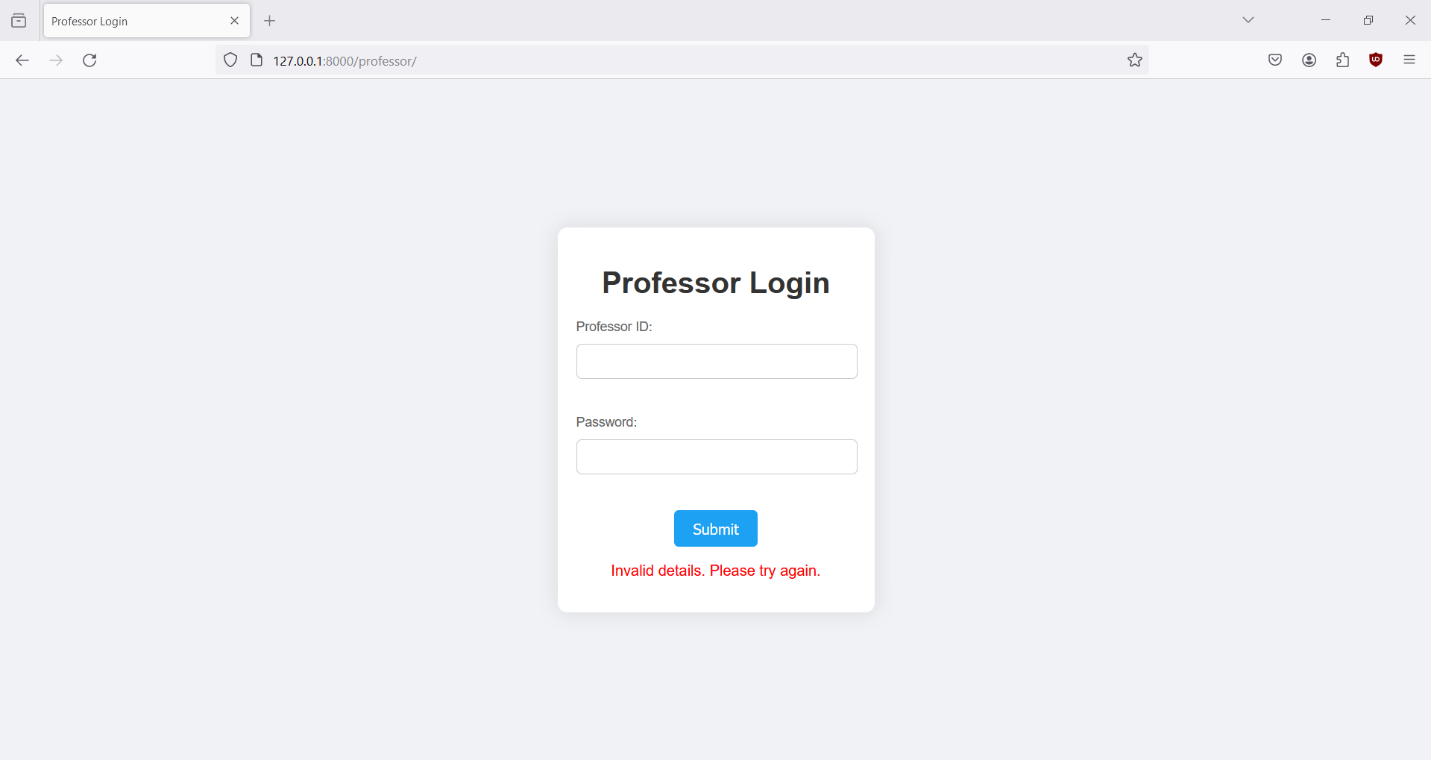 Professor Login
127.0.0.1:8000/professor/
Professor Login
Professor ID:
Password:
Submit
Invalid details. Please try again.